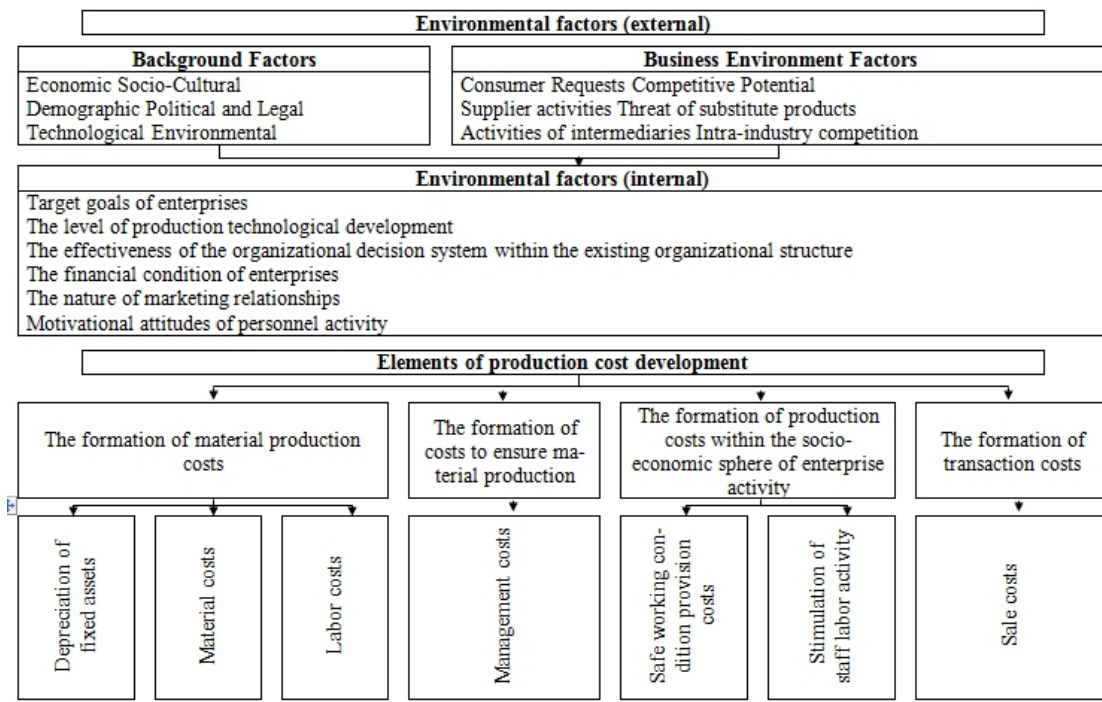 Environmental factors (external)
Background Factors
Economic Socio-Cultural
Demographic Political and Legal
Technological Environmental
Business Environment Factors
Consumer Requests Competitive Potential
Supplier activities Threat of substitute products
Activities of intermediaries Intra-industry competition
Environmental factors (internal)
Target goals of enterprises
The level of production technological development
The effectiveness of the organizational decision system within the existing organizational structure
The financial condition of enterprises
The nature of marketing relationships
Motivational attitudes of personnel activity
Elements of production cost development
The formation of material production
costs
The formation of
costs to ensure ma-
terial production
The formation of production
costs within the socio-
economic sphere of enterprise
activity
The formation of
transaction costs
Depreciation of
fixed assets
Material costs
Labor costs
Management costs
Safe working con-
dition provision
costs
Stimulation of
staff labor activity
Sale costs